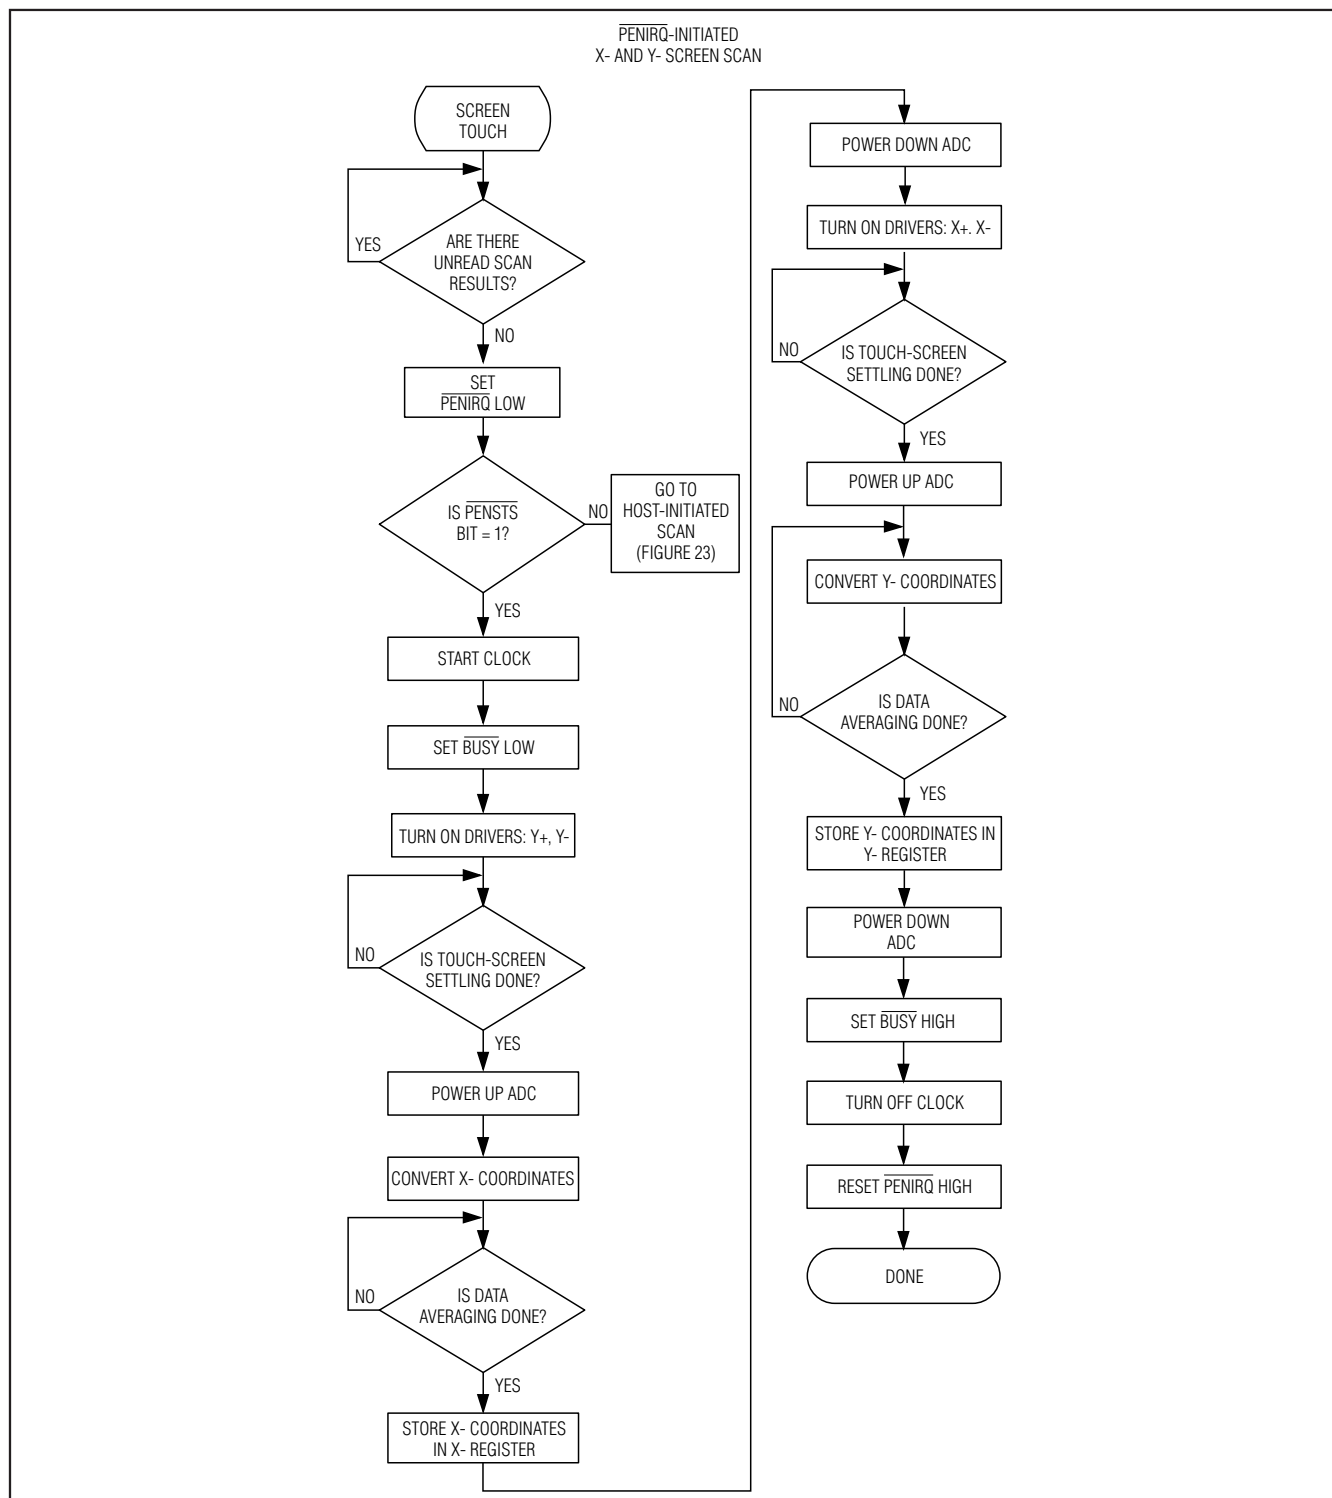 PENIRQ-INITIATED
X- AND Y- SCREEN SCAN
SCREEN
TOUCH
YES
ARE THERE
UNREAD SCAN
RESULTS?
NO
SET
PENIRQ LOW
IS PENSTS
BIT = 1?
NO
GO TO
HOST-INITIATED
SCAN
(FIGURE 23)
YES
START CLOCK
SET BUSY LOW
TURN ON DRIVERS: Y+, Y-
NO
IS TOUCH-SCREEN
SETTLING DONE?
YES
POWER UP ADC
CONVERT X- COORDINATES
NO
IS DATA
AVERAGING DONE?
YES
STORE X- COORDINATES
IN X- REGISTER
POWER DOWN ADC
TURN ON DRIVERS: X+. X-
NO
IS TOUCH-SCREEN
SETTLING DONE?
YES
POWER UP ADC
CONVERT Y- COORDINATES
NO
IS DATA
AVERAGING DONE?
YES
STORE Y- COORDINATES IN
Y- REGISTER
POWER DOWN
ADC
SET BUSY HIGH
TURN OFF CLOCK
RESET PENIRQ HIGH
DONE